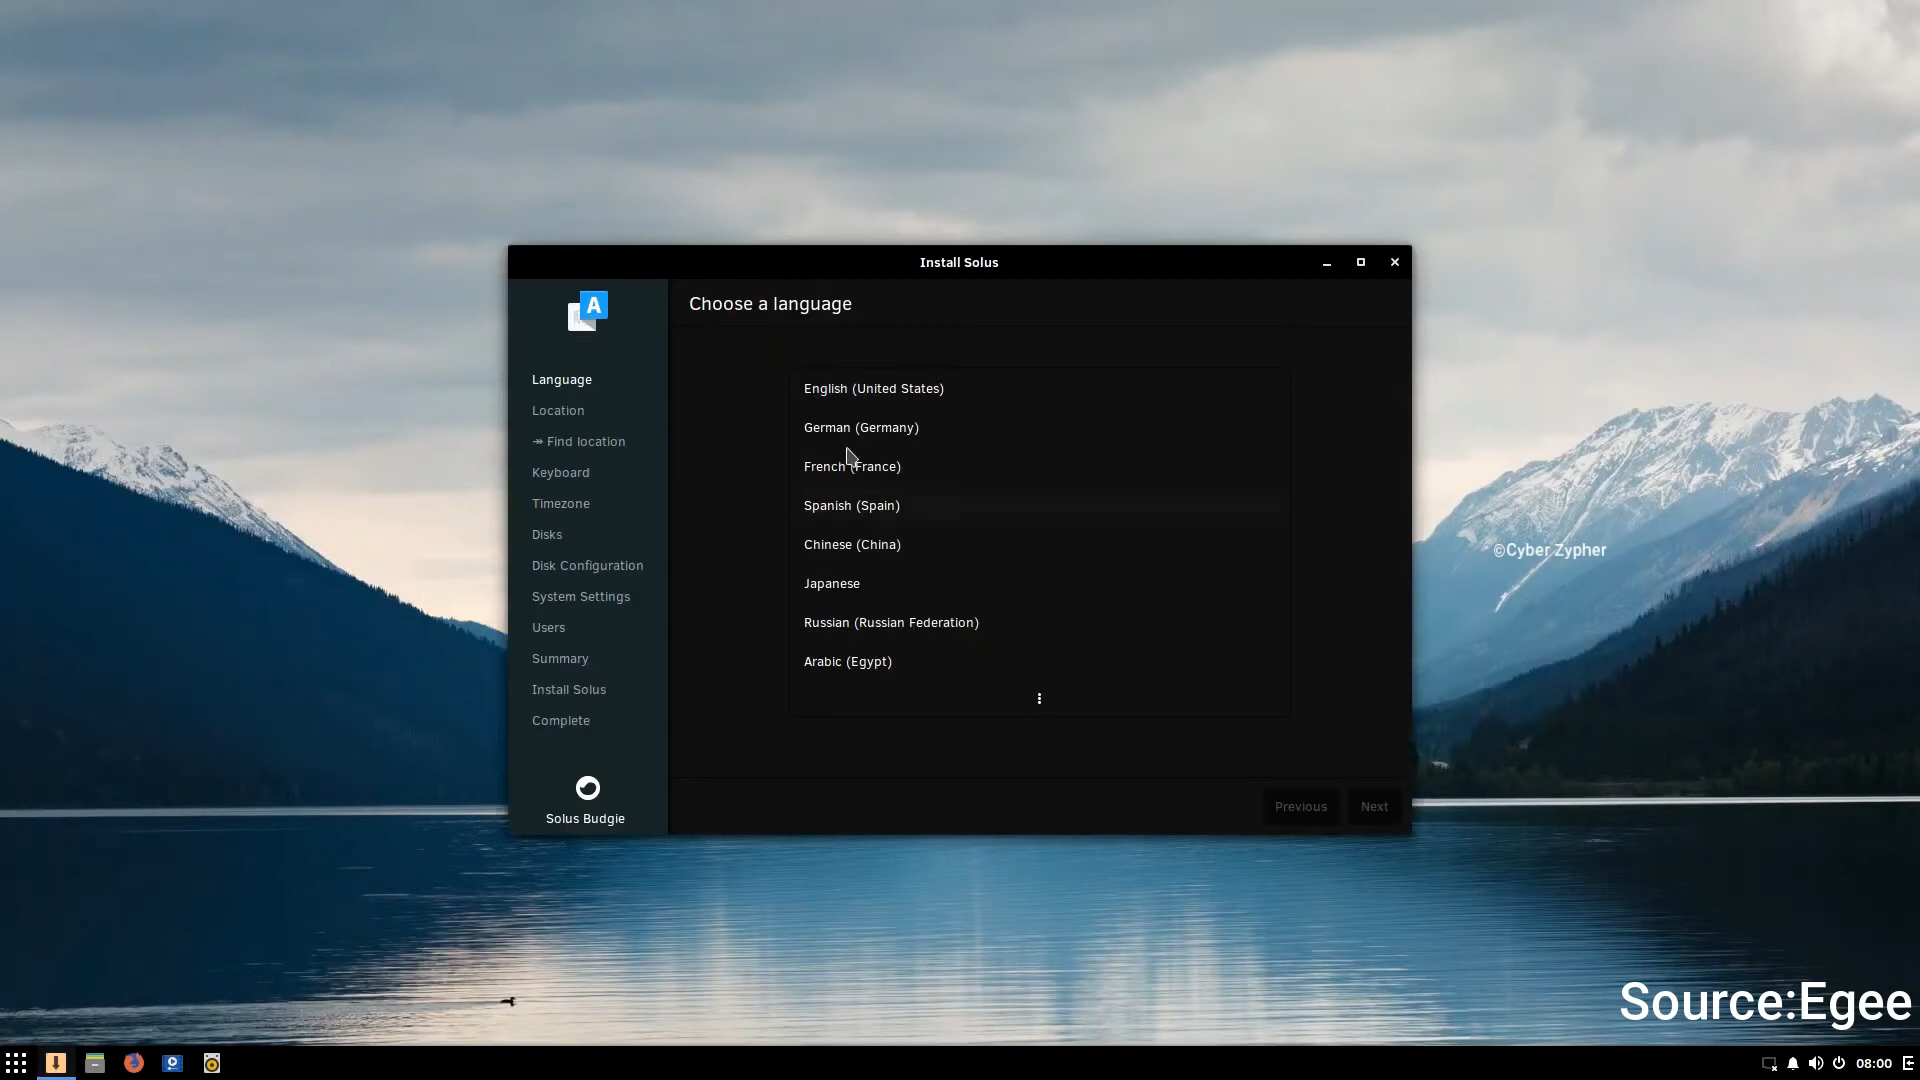 Install Solus
A
Choose a language
Language
Location
↠ Find location
Keyboard
Timezone
Disks
Disk Configuration
System Settings
Users
Summary
Install Solus
Complete
Solus Budgie
English (United States)
German (Germany)
French (France)
Spanish (Spain)
Chinese (China)
Japanese
Russian (Russian Federation)
Arabic (Egypt)
Previous
Next
©Cyber Zypher
Source:Egee
08:00